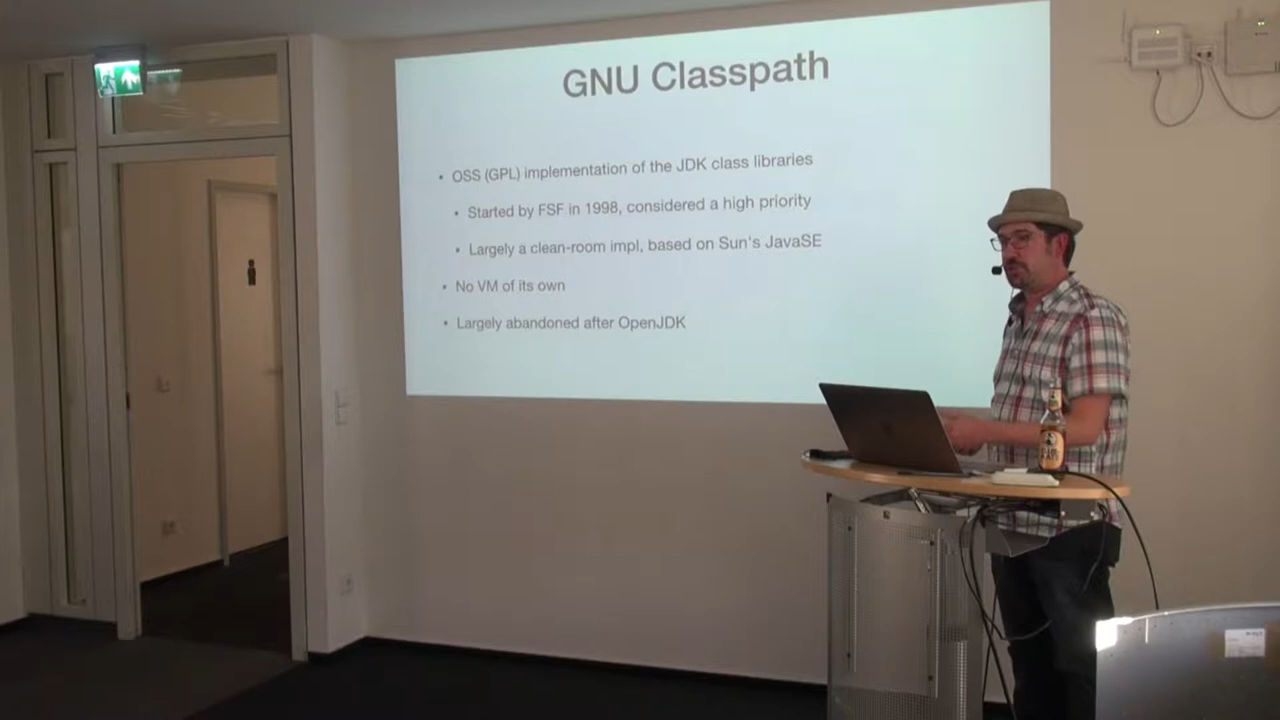 GNU Classpath
• OSS (GPL) implementation of the JDK class libraries
• Started by FSF in 1998, considered a high priority
• Largely a clean-room impl, based on Sun's JavaSE
• No VM of its own
• Largely abandoned after OpenJDK